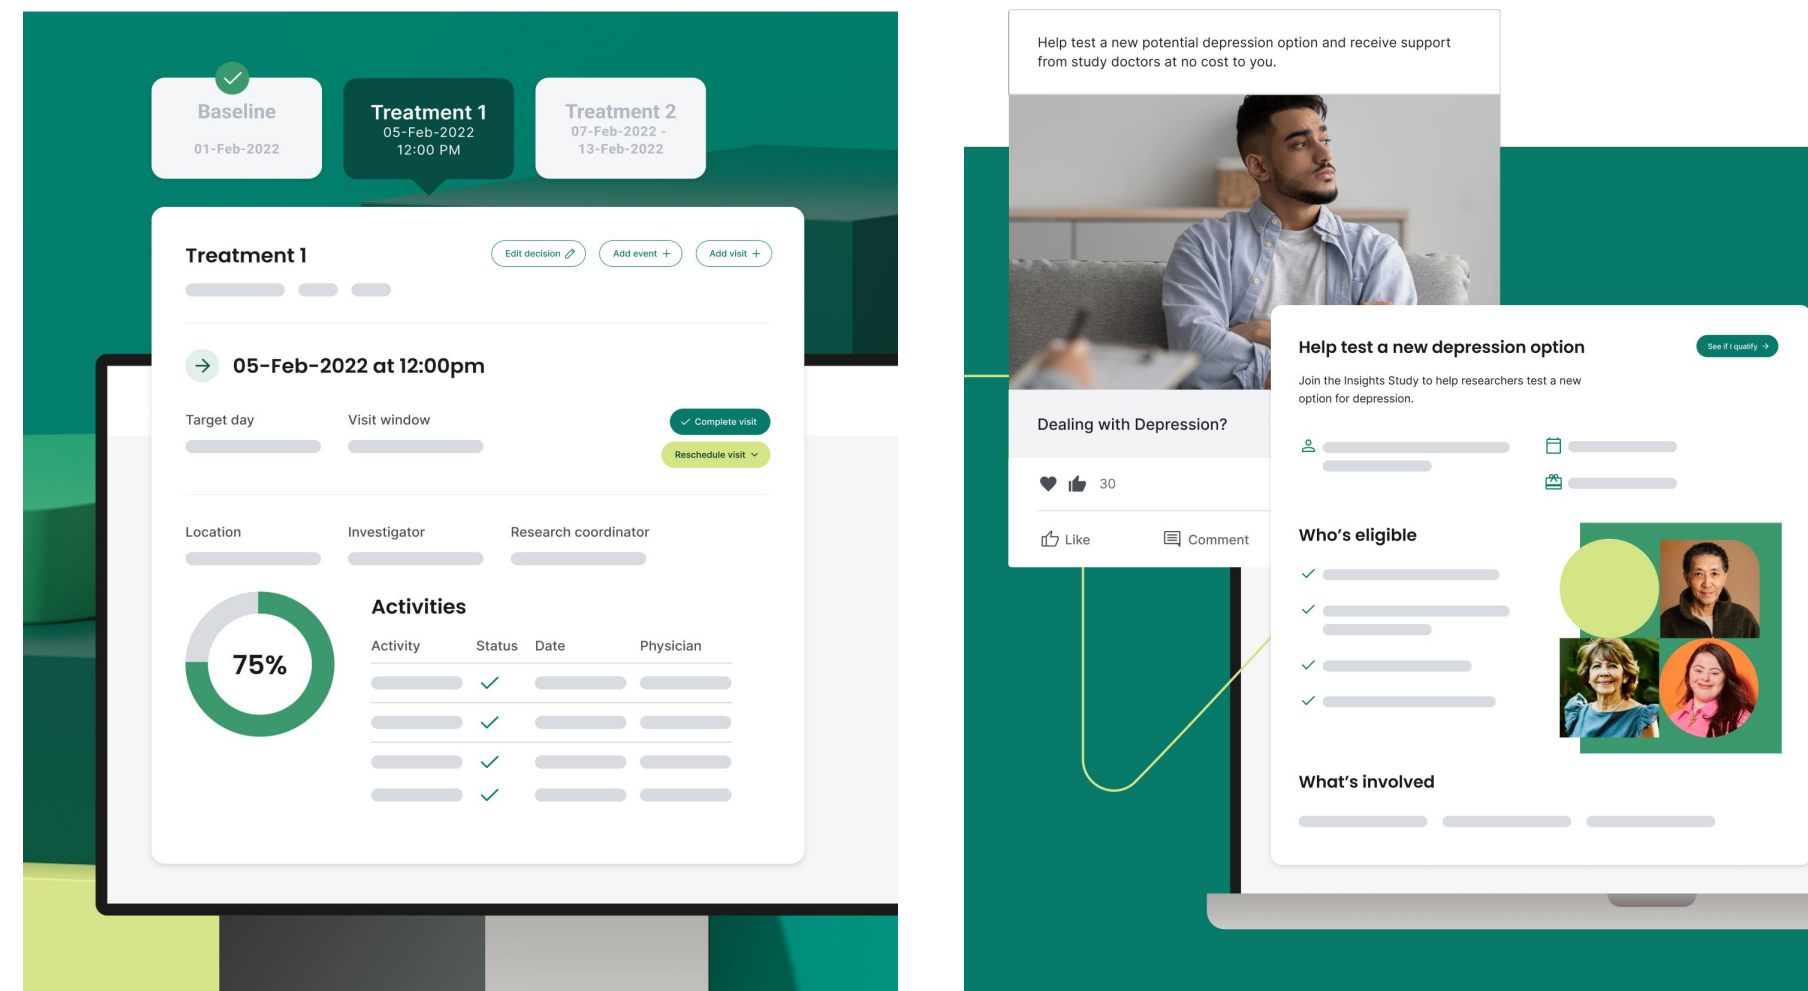 Baseline
01-Feb-2022
Treatment 1
05-Feb-2022
12:00 PM
Treatment 2
07-Feb-2022 -
13-Feb-2022
Treatment 1
Edit decision
Add event +
Add visit +
05-Feb-2022 at 12:00pm
Target day
Visit window
Complete visit
Reschedule visit
Location
Investigator
Research coordinator
75%
Activities
Activity
Status
Date
Physician
Help test a new potential depression option and receive support
from study doctors at no cost to you.
Dealing with Depression?
30
Like
Comment
Help test a new depression option
See if I qualify →
Join the Insights Study to help researchers test a new
option for depression.
Who's eligible
What's involved